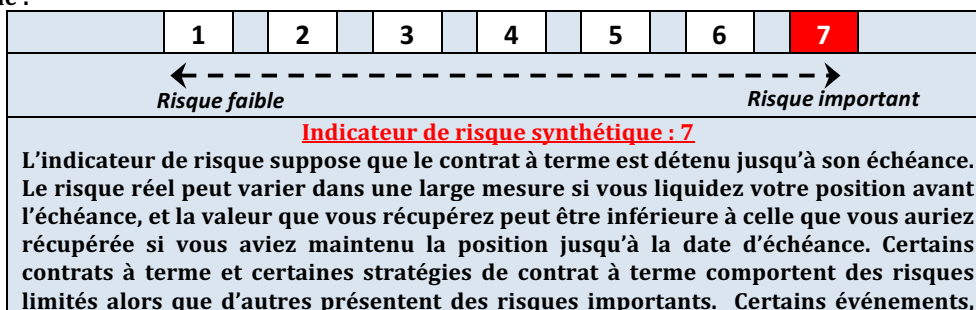 1 2 3 4 5 6 7
Risque faible Risque important
Indicateur de risque synthétique : 7
L’indicateur de risque suppose que le contrat à terme est détenu jusqu’à son échéance.
Le risque réel peut varier dans une large mesure si vous liquidez votre position avant
l’échéance, et la valeur que vous récupérez peut être inférieure à celle que vous auriez
récupérée si vous aviez maintenu la position jusqu’à la date d’échéance. Certains
contrats à terme et certaines stratégies de contrat à terme comportent des risques
limités alors que d’autres présentent des risques importants. Certains événements,